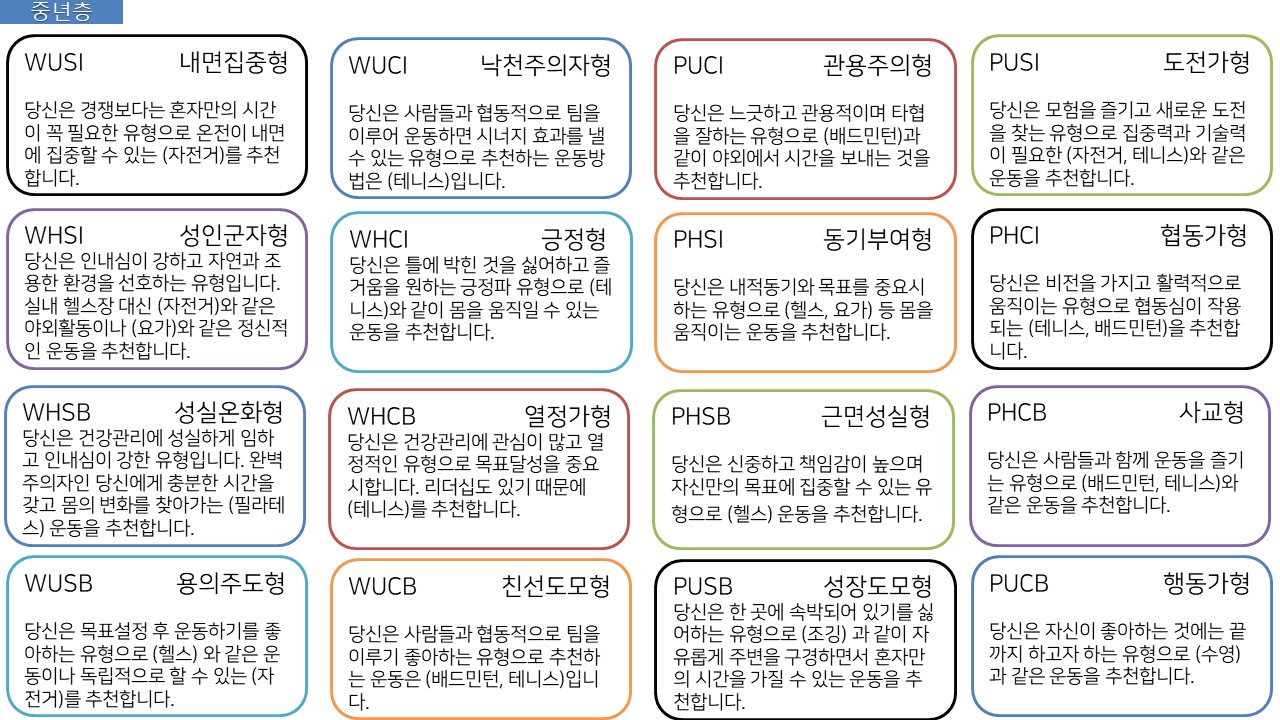 중년층
WUSI 내면집중형
당신은 경쟁보다는 혼자만의 시간
이 꼭 필요한 유형으로 온전이 내면
에 집중할 수 있는 (자전거)를 추천
합니다.
WUCI 낙천주의자형
당신은 사람들과 협동적으로 팀을
이루어 운동하면 시너지 효과를 낼
수 있는 유형으로 추천하는 운동방
법은 (테니스)입니다.
PUCI 관용주의형
당신은 느긋하고 관용적이며 타협
을 잘하는 유형으로 (배드민턴)과
같이 야외에서 시간을 보내는 것을
추천합니다.
PUSI 도전가형
당신은 모험을 즐기고 새로운 도전
을 찾는 유형으로 집중력과 기술력
이 필요한 (자전거, 테니스)와 같은
운동을 추천합니다.
WHSI 성인군자형
당신은 인내심이 강하고 자연과 조
용한 환경을 선호하는 유형입니다.
실내 헬스장 대신 (자전거)와 같은
야외활동이나 (요가)와 같은 정신적
인 운동을 추천합니다.
WHCI 긍정형
당신은 틀에 박힌 것을 싫어하고 즐
거움을 원하는 긍정파 유형으로 (테
니스)와 같이 몸을 움직일 수 있는
운동을 추천합니다.
PHSI 동기부여형
당신은 내적동기와 목표를 중요시
하는 유형으로 (헬스, 요가) 등 몸을
움직이는 운동을 추천합니다.
PHCI 협동가형
당신은 비전을 가지고 활력적으로
움직이는 유형으로 협동심이 작용
되는 (테니스, 배드민턴)을 추천합
니다.
WHSB 성실온화형
당신은 건강관리에 성실하게 임하
고 인내심이 강한 유형입니다. 완벽
주의자인 당신에게 충분한 시간을
갖고 몸의 변화를 찾아가는 (필라테
스) 운동을 추천합니다.
WHCB 열정가형
당신은 건강관리에 관심이 많고 열
정적인 유형으로 목표달성을 중요
시합니다. 리더십도 있기 때문에
(테니스)를 추천합니다.
PHSB 근면성실형
당신은 신중하고 책임감이 높으며
자신만의 목표에 집중할 수 있는 유
형으로 (헬스) 운동을 추천합니다.
PHCB 사교형
당신은 사람들과 함께 운동을 즐기
는 유형으로 (배드민턴, 테니스)와
같은 운동을 추천합니다.
WUSB 용의주도형
당신은 목표설정 후 운동하기를 좋
아하는 유형으로 (헬스) 와 같은 운
동이나 독립적으로 할 수 있는 (자
전거)를 추천합니다.
WUCB 친선도모형
당신은 사람들과 협동적으로 팀을
이루기 좋아하는 유형으로 추천하
는 운동은 (배드민턴, 테니스)입니
다.
PUSB 성장도모형
당신은 한 곳에 속박되어 있기를 싫
어하는 유형으로 (조깅) 과 같이 자
유롭게 주변을 구경하면서 혼자만
의 시간을 가질 수 있는 운동을 추
천합니다.
PUCB 행동가형
당신은 자신이 좋아하는 것에는 끝
까지 하고자 하는 유형으로 (수영)
과 같은 운동을 추천합니다.